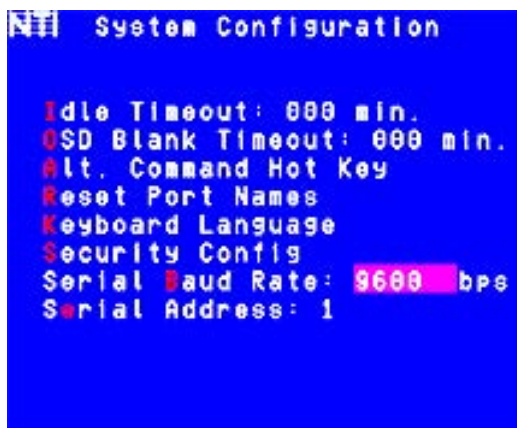 NTI System Configuration
Idle Timeout: 000 min.
OSD Blank Timeout: 000 min.
Alt. Command Hot Key
Reset Port Names
Keyboard Language
Security Config
Serial Baud Rate: 9600 bps
Serial Address: 1